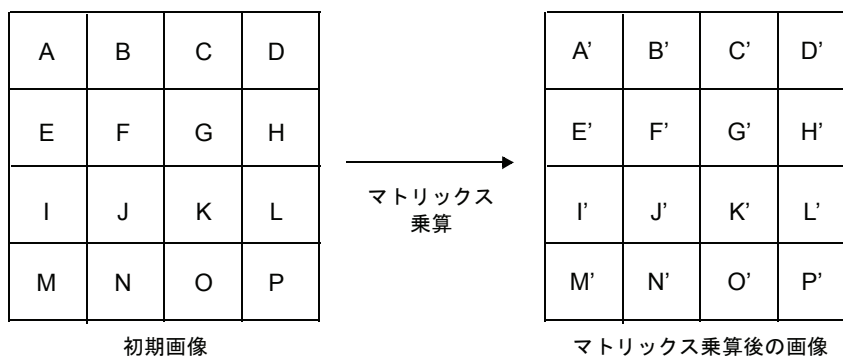 A B C D A’ B’ C’ D’
E F G H E’ F’ G’ H’
マトリックス
乗算
I J K L I’ J’ K’ L’
M N O P M’ N’ O’ P’
初期画像 マトリックス乗算後の画像